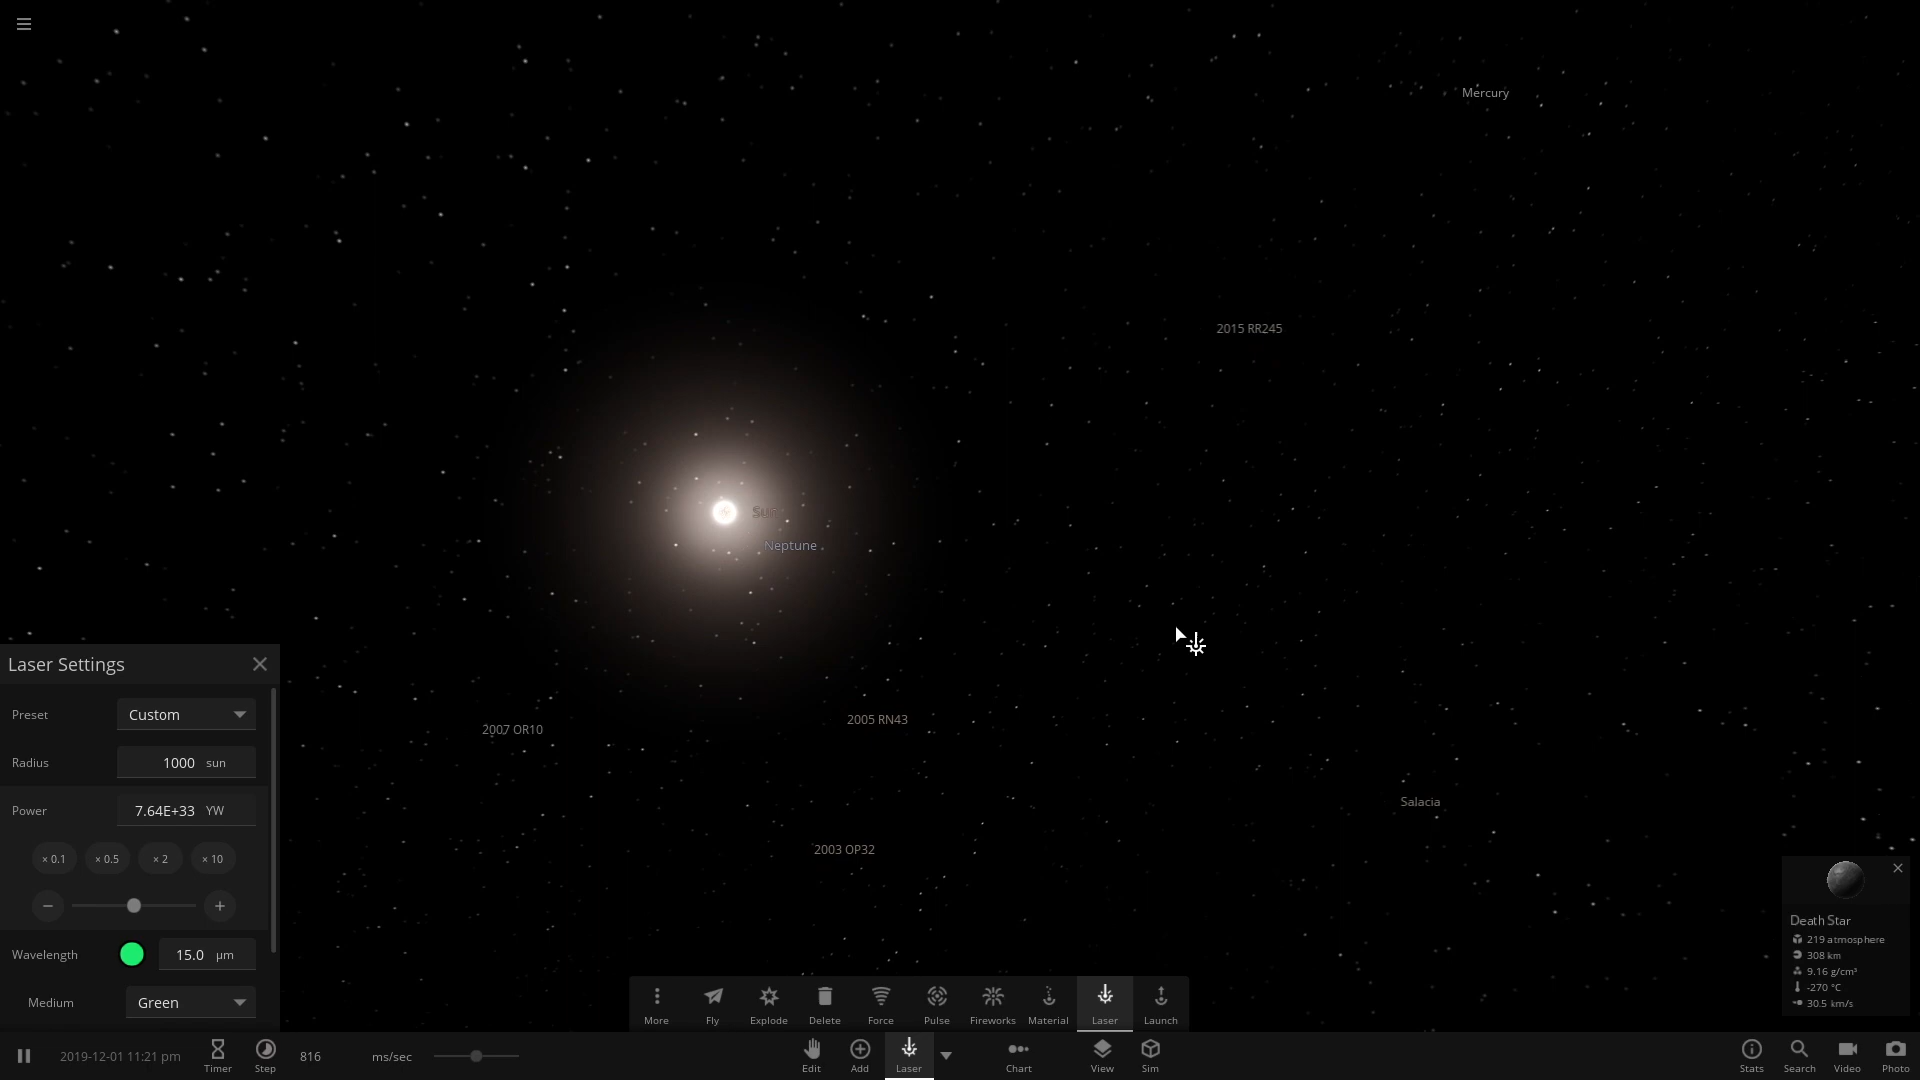 Mercury
2015 RR245
Sun
Neptune
2007 OR10
2005 RN43
Salacia
2003 OP32
Laser Settings
Preset
Custom
Radius
1000 sun
Power
7.64E+33 YW
× 0.1
× 0.5
× 2
× 10
Wavelength
15.0 µm
Medium
Green
Death Star
219 atmosphere
308 km
9.16 g/cm³
-270 °C
30.5 km/s
More
Fly
Explode
Delete
Force
Pulse
Fireworks
Material
Laser
Launch
2019-12-01 11:21 pm
Timer
Step
816 ms/sec
Edit
Add
Laser
Chart
View
Sim
Stats
Search
Video
Photo